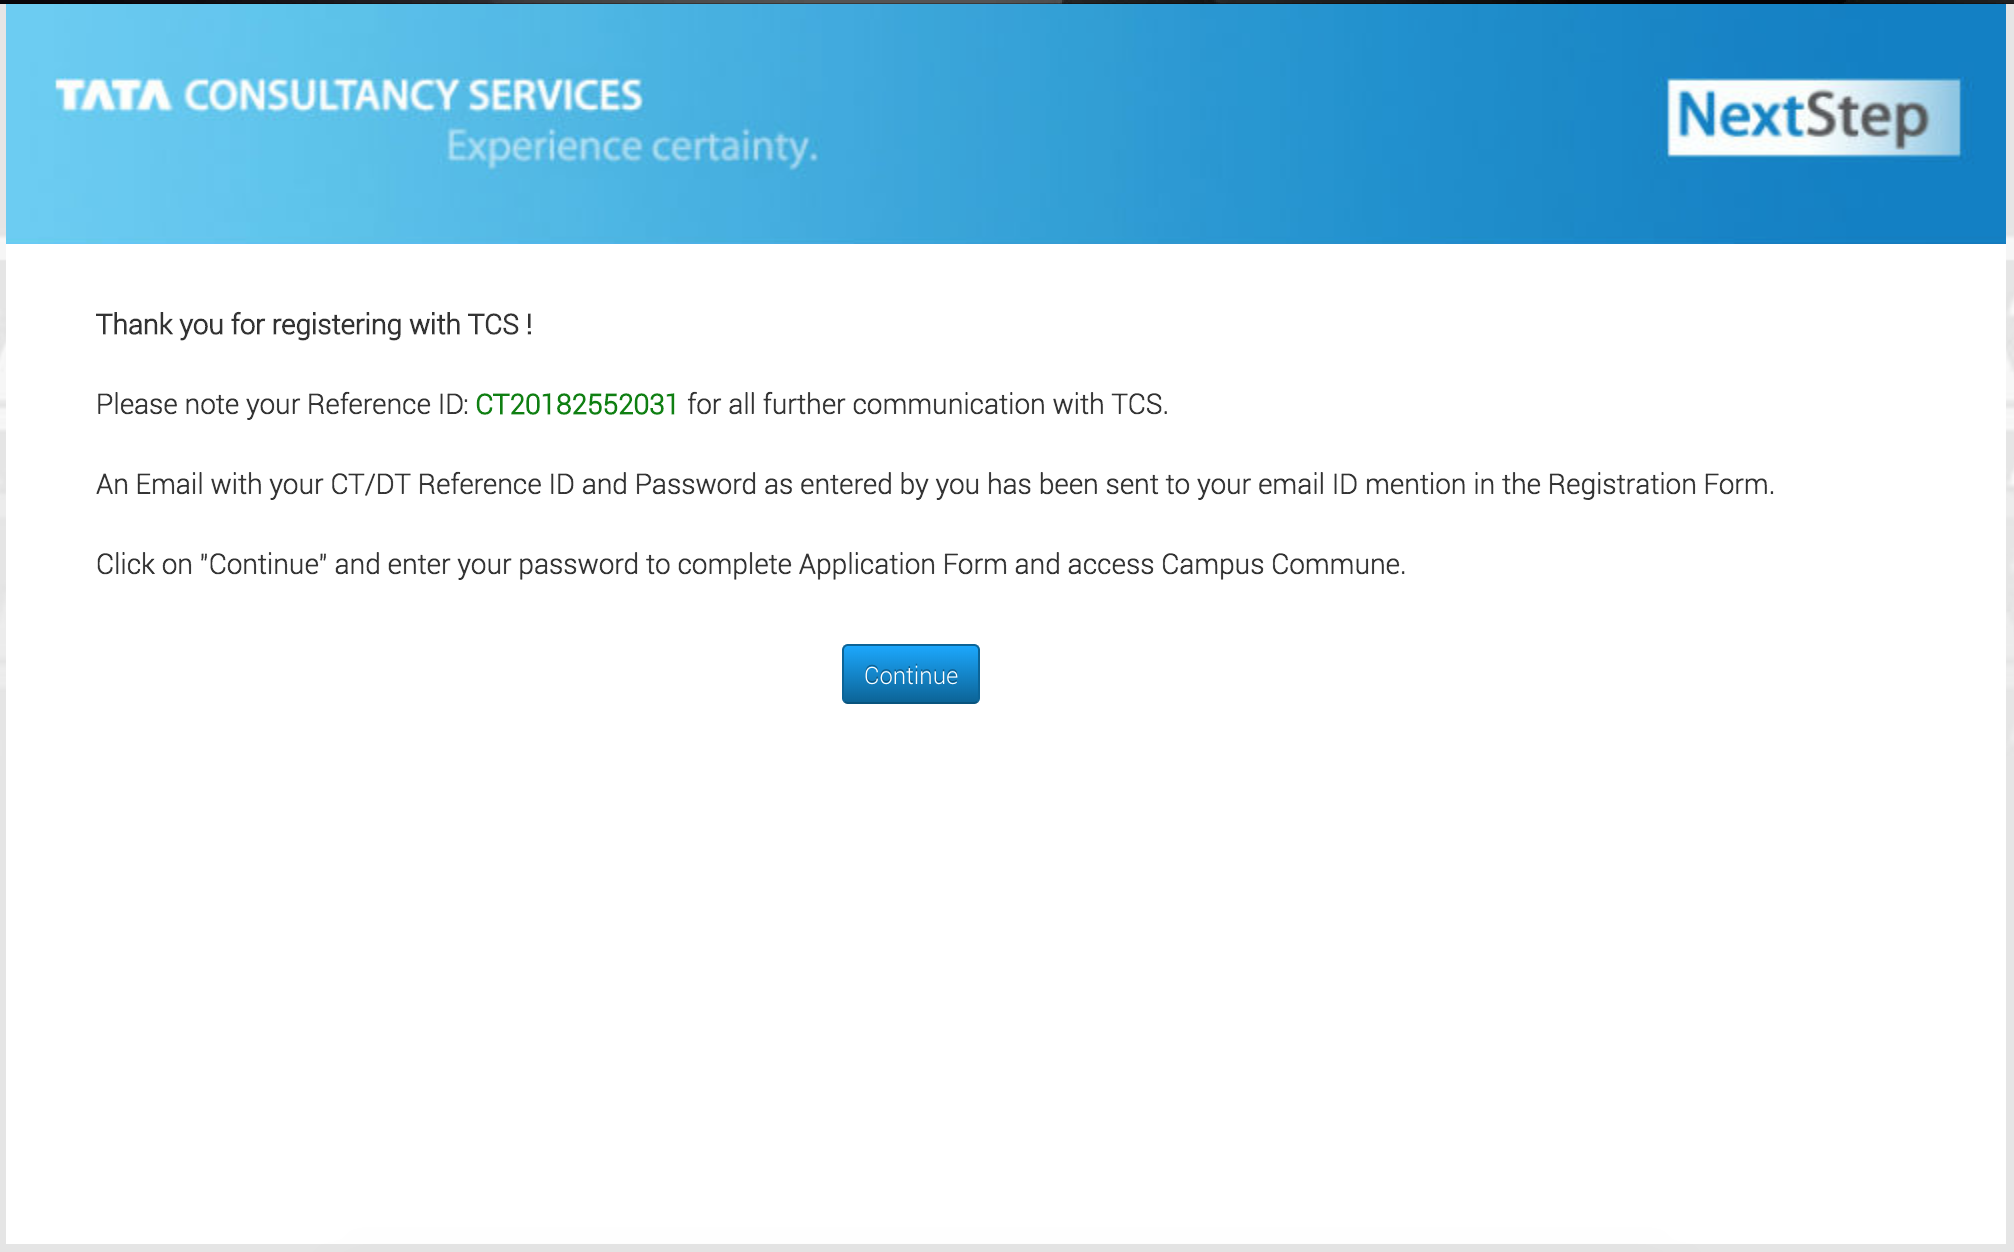 TATA CONSULTANCY SERVICES
Experience certainty.
NextStep
Thank you for registering with TCS !
Please note your Reference ID: CT20182552031 for all further communication with TCS.
An Email with your CT/DT Reference ID and Password as entered by you has been sent to your email ID mention in the Registration Form.
Click on "Continue" and enter your password to complete Application Form and access Campus Commune.
Continue